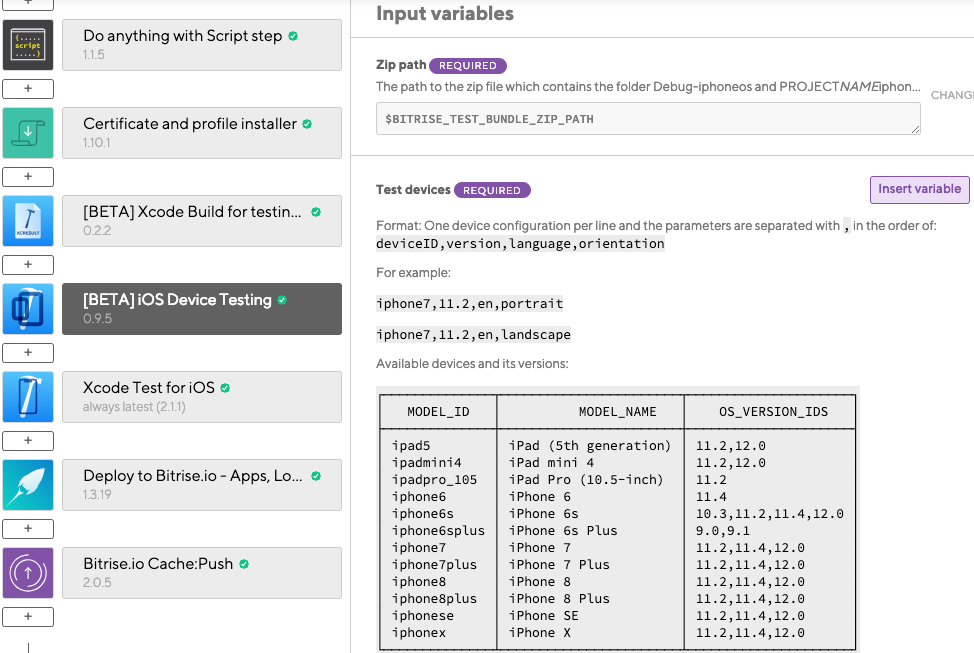 +
{.....
script
.....}
Do anything with Script step
1.1.5
+
Certificate and profile installer
1.10.1
+
XCRESULT
[BETA] Xcode Build for testin...
0.2.2
+
[BETA] iOS Device Testing
0.9.5
+
Xcode Test for iOS
always latest (2.1.1)
+
Deploy to Bitrise.io - Apps, Lo...
1.3.19
+
Bitrise.io Cache:Push
2.0.5
+
Input variables
Zip path REQUIRED
The path to the zip file which contains the folder Debug-iphoneos and PROJECTNAMEiphon...
CHANG
$BITRISE_TEST_BUNDLE_ZIP_PATH
Test devices REQUIRED
Insert variable
Format: One device configuration per line and the parameters are separated with , in the order of:
deviceID,version,language,orientation
For example:
iphone7,11.2,en,portrait
iphone7,11.2,en,landscape
Available devices and its versions:
MODEL_ID MODEL_NAME OS_VERSION_IDS
ipad5 iPad (5th generation) 11.2,12.0
ipadmini4 iPad mini 4 11.2,12.0
ipadpro_105 iPad Pro (10.5-inch) 11.2
iphone6 iPhone 6 11.4
iphone6s iPhone 6s 10.3,11.2,11.4,12.0
iphone6splus iPhone 6s Plus 9.0,9.1
iphone7 iPhone 7 11.2,11.4,12.0
iphone7plus iPhone 7 Plus 11.2,11.4,12.0
iphone8 iPhone 8 11.2,11.4,12.0
iphone8plus iPhone 8 Plus 11.2,11.4,12.0
iphonese iPhone SE 11.2,11.4,12.0
iphonex iPhone X 11.2,11.4,12.0